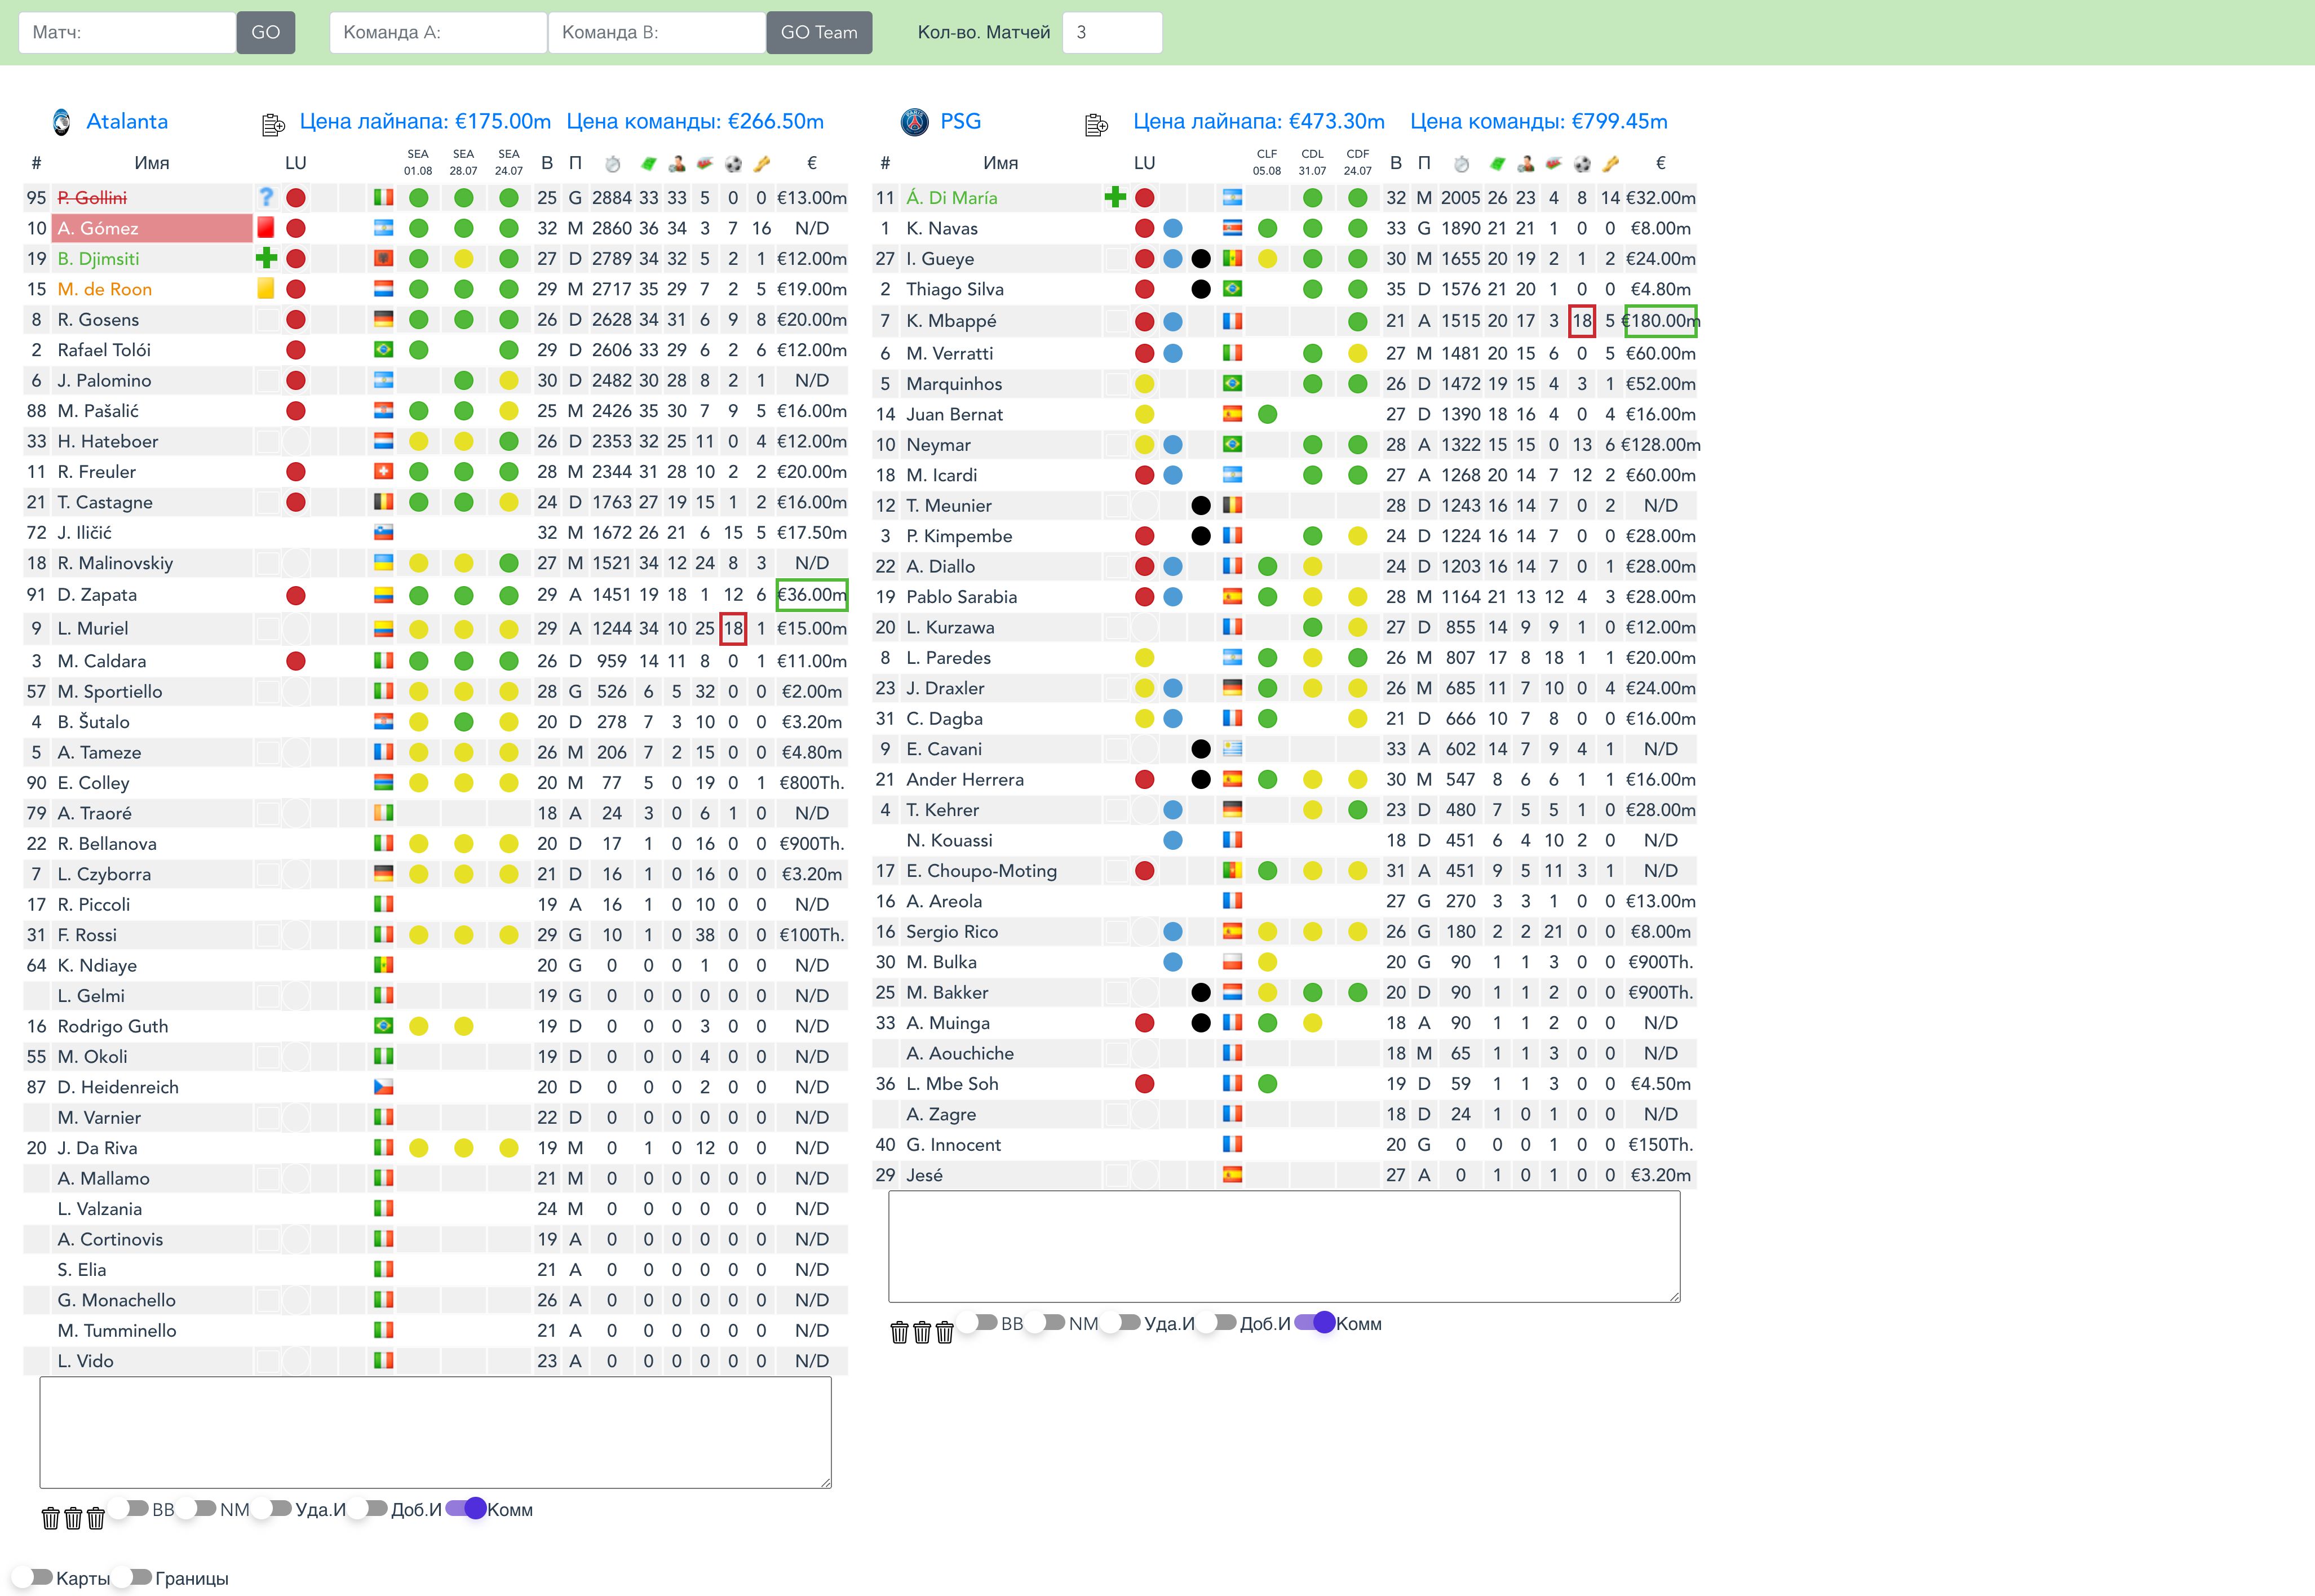 Матч: GO Команда А: Команда В: GO Team Кол-во. Матчей 3
Atalanta Цена лайнапа: €175.00m Цена команды: €266.50m
# Имя LU SEA 01.08 SEA 28.07 SEA 24.07 В П €
95 P. Gollini 25 G 2884 33 33 5 0 0 €13.00m
10 A. Gómez 32 M 2860 36 34 3 7 16 N/D
19 B. Djimsiti 27 D 2789 34 32 5 2 1 €12.00m
15 M. de Roon 29 M 2717 35 29 7 2 5 €19.00m
8 R. Gosens 26 D 2628 34 31 6 9 8 €20.00m
2 Rafael Tolói 29 D 2606 33 29 6 2 6 €12.00m
6 J. Palomino 30 D 2482 30 28 8 2 1 N/D
88 M. Pašalić 25 M 2426 35 30 7 9 5 €16.00m
33 H. Hateboer 26 D 2353 32 25 11 0 4 €12.00m
11 R. Freuler 28 M 2344 31 28 10 2 2 €20.00m
21 T. Castagne 24 D 1763 27 19 15 1 2 €16.00m
72 J. Iličić 32 M 1672 26 21 6 15 5 €17.50m
18 R. Malinovskiy 27 M 1521 34 12 24 8 3 N/D
91 D. Zapata 29 A 1451 19 18 1 12 6 €36.00m
9 L. Muriel 29 A 1244 34 10 25 18 1 €15.00m
3 M. Caldara 26 D 959 14 11 8 0 1 €11.00m
57 M. Sportiello 28 G 526 6 5 32 0 0 €2.00m
4 B. Šutalo 20 D 278 7 3 10 0 0 €3.20m
5 A. Tameze 26 M 206 7 2 15 0 0 €4.80m
90 E. Colley 20 M 77 5 0 19 0 1 €800Th.
79 A. Traoré 18 A 24 3 0 6 1 0 N/D
22 R. Bellanova 20 D 17 1 0 16 0 0 €900Th.
7 L. Czyborra 21 D 16 1 0 16 0 0 €3.20m
17 R. Piccoli 19 A 16 1 0 10 0 0 N/D
31 F. Rossi 29 G 10 1 0 38 0 0 €100Th.
64 K. Ndiaye 20 G 0 0 0 1 0 0 N/D
L. Gelmi 19 G 0 0 0 0 0 0 N/D
16 Rodrigo Guth 19 D 0 0 0 3 0 0 N/D
55 M. Okoli 19 D 0 0 0 4 0 0 N/D
87 D. Heidenreich 20 D 0 0 0 2 0 0 N/D
M. Varnier 22 D 0 0 0 0 0 0 N/D
20 J. Da Riva 19 M 0 1 0 12 0 0 N/D
A. Mallamo 21 M 0 0 0 0 0 0 N/D
L. Valzania 24 M 0 0 0 0 0 0 N/D
A. Cortinovis 19 A 0 0 0 0 0 0 N/D
S. Elia 21 A 0 0 0 0 0 0 N/D
G. Monachello 26 A 0 0 0 0 0 0 N/D
M. Tumminello 21 A 0 0 0 0 0 0 N/D
L. Vido 23 A 0 0 0 0 0 0 N/D
BB NM Уда.И Доб.И Комм
PSG Цена лайнапа: €473.30m Цена команды: €799.45m
# Имя LU CLF 05.08 CDL 31.07 CDF 24.07 В П €
11 Á. Di María 32 M 2005 26 23 4 8 14 €32.00m
1 K. Navas 33 G 1890 21 21 1 0 0 €8.00m
27 I. Gueye 30 M 1655 20 19 2 1 2 €24.00m
2 Thiago Silva 35 D 1576 21 20 1 0 0 €4.80m
7 K. Mbappé 21 A 1515 20 17 3 18 5 €180.00m
6 M. Verratti 27 M 1481 20 15 6 0 5 €60.00m
5 Marquinhos 26 D 1472 19 15 4 3 1 €52.00m
14 Juan Bernat 27 D 1390 18 16 4 0 4 €16.00m
10 Neymar 28 A 1322 15 15 0 13 6 €128.00m
18 M. Icardi 27 A 1268 20 14 7 12 2 €60.00m
12 T. Meunier 28 D 1243 16 14 7 0 2 N/D
3 P. Kimpembe 24 D 1224 16 14 7 0 0 €28.00m
22 A. Diallo 24 D 1203 16 14 7 0 1 €28.00m
19 Pablo Sarabia 28 M 1164 21 13 12 4 3 €28.00m
20 L. Kurzawa 27 D 855 14 9 9 1 0 €12.00m
8 L. Paredes 26 M 807 17 8 18 1 1 €20.00m
23 J. Draxler 26 M 685 11 7 10 0 4 €24.00m
31 C. Dagba 21 D 666 10 7 8 0 0 €16.00m
9 E. Cavani 33 A 602 14 7 9 4 1 N/D
21 Ander Herrera 30 M 547 8 6 6 1 1 €16.00m
4 T. Kehrer 23 D 480 7 5 5 1 0 €28.00m
N. Kouassi 18 D 451 6 4 10 2 0 N/D
17 E. Choupo-Moting 31 A 451 9 5 11 3 1 N/D
16 A. Areola 27 G 270 3 3 1 0 0 €13.00m
16 Sergio Rico 26 G 180 2 2 21 0 0 €8.00m
30 M. Bulka 20 G 90 1 1 3 0 0 €900Th.
25 M. Bakker 20 D 90 1 1 2 0 0 €900Th.
33 A. Muinga 18 A 90 1 1 2 0 0 N/D
A. Aouchiche 18 M 65 1 1 3 0 0 N/D
36 L. Mbe Soh 19 D 59 1 1 3 0 0 €4.50m
A. Zagre 18 D 24 1 0 1 0 0 N/D
40 G. Innocent 20 G 0 0 0 1 0 0 €150Th.
29 Jesé 27 A 0 1 0 1 0 0 €3.20m
BB NM Уда.И Доб.И Комм
Карты Границы